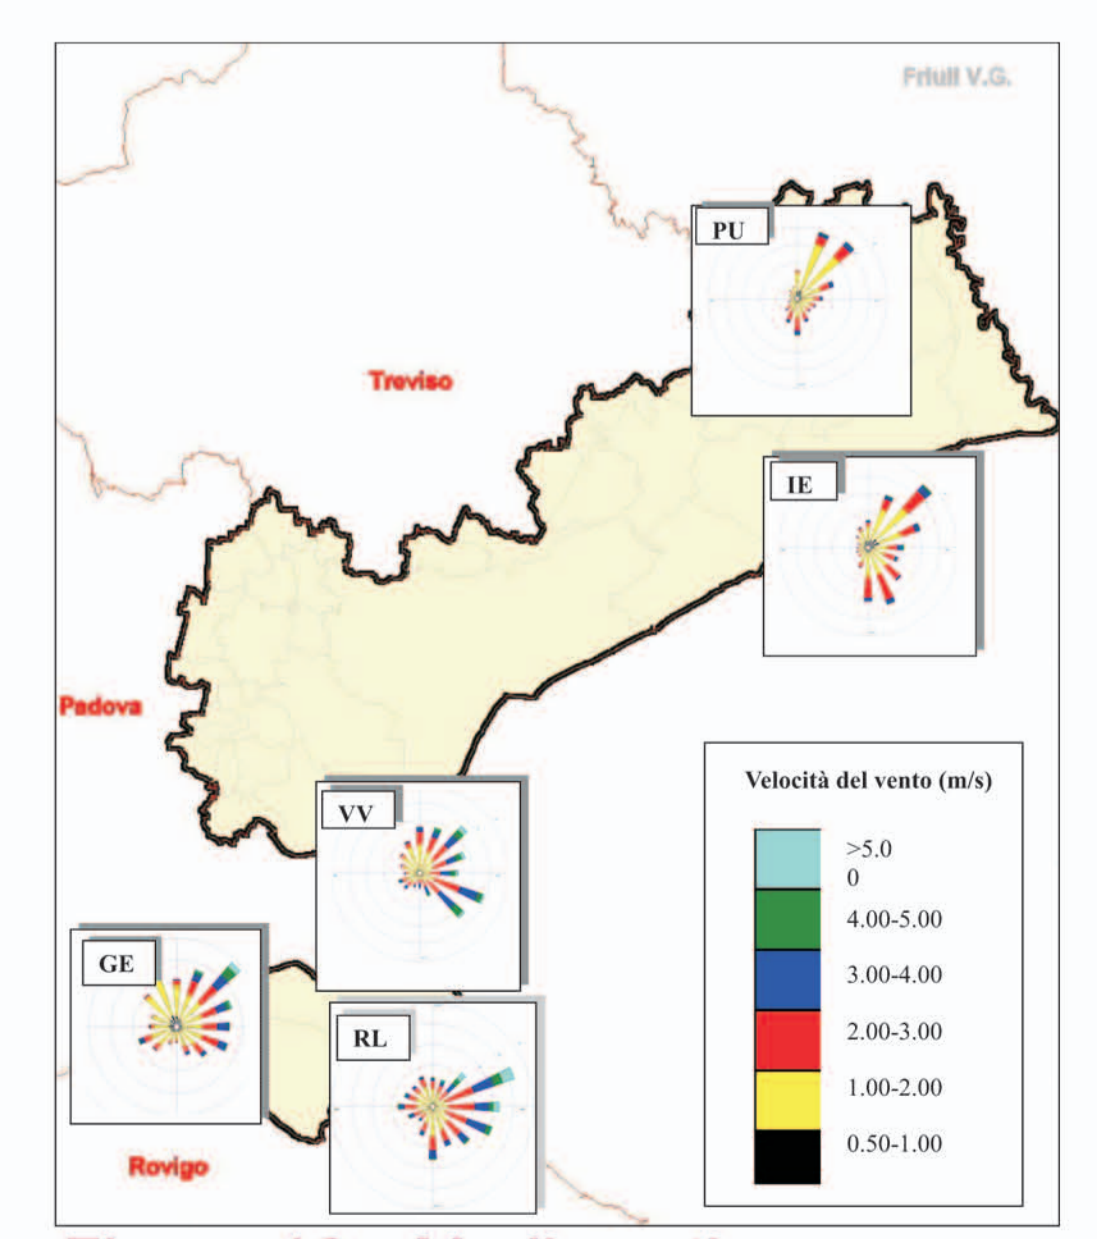 Friuli V.G.
PU
Treviso
IE
Padova
Velocità del vento (m/s)
>5.0
0
4.00-5.00
3.00-4.00
2.00-3.00
1.00-2.00
0.50-1.00
VV
GE
RL
Rovigo